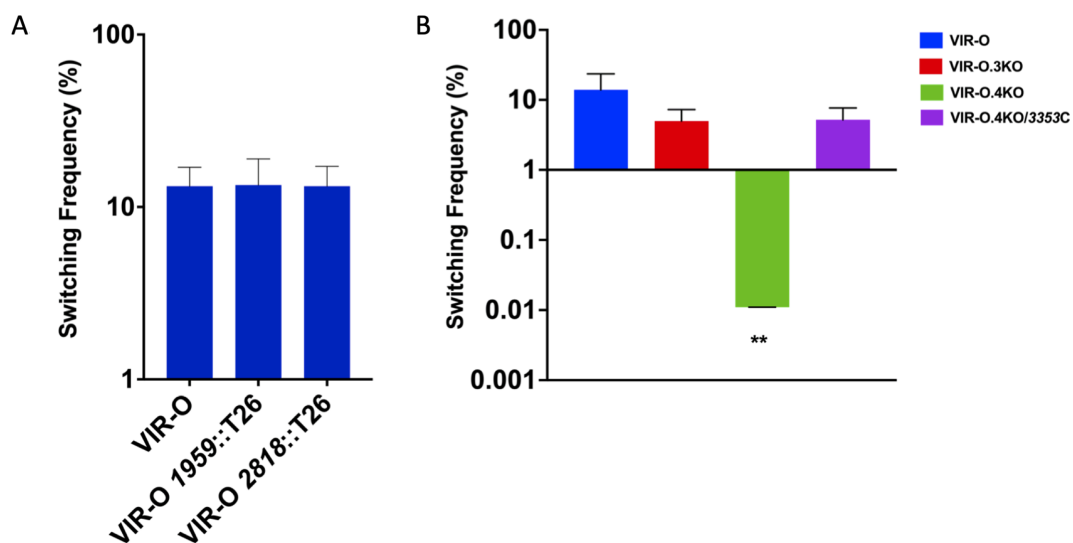 A
Switching Frequency (%)
100
10
1
VIR-O
VIR-O 1959::T26
VIR-O 2818::T26
B
Switching Frequency (%)
100
10
1
0.1
0.01
0.001
**
VIR-O
VIR-O.3KO
VIR-O.4KO
VIR-O.4KO/3353C